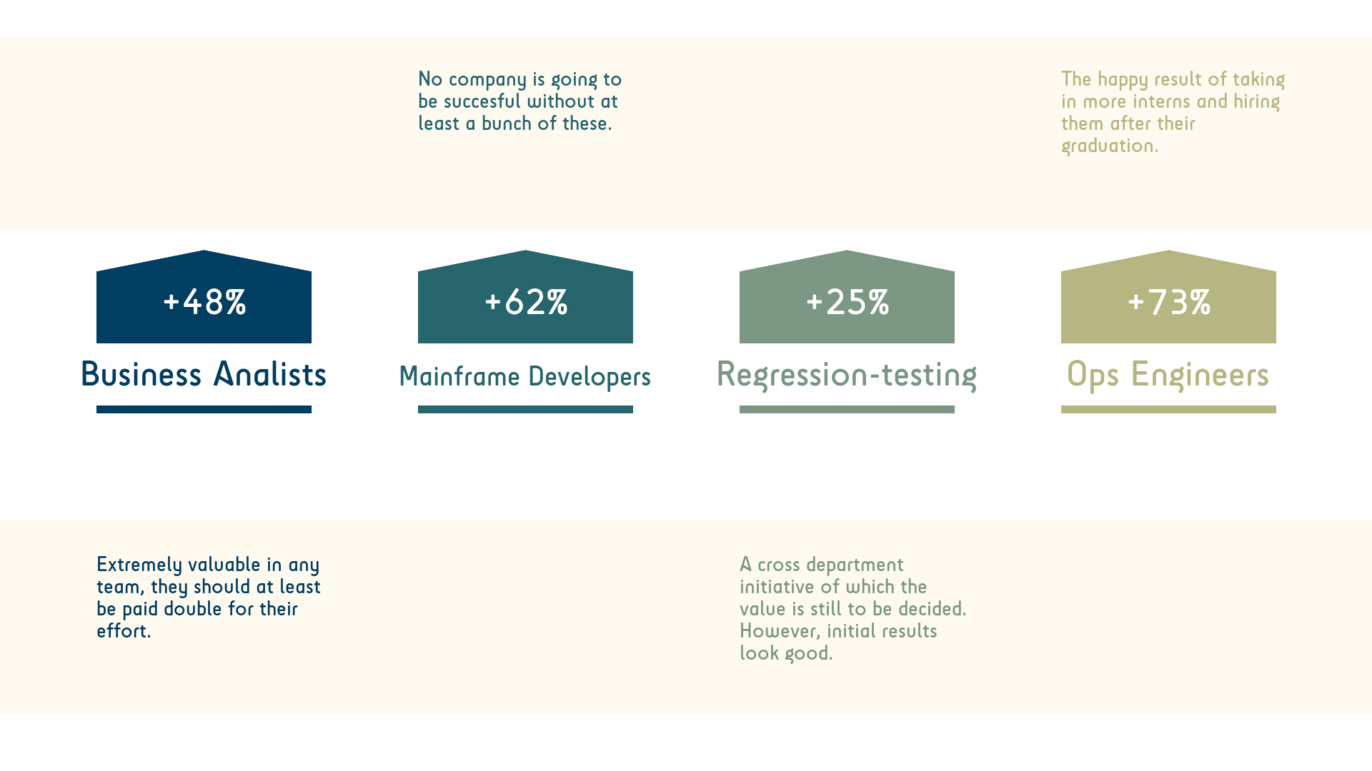 No company is going to
be succesful without at
least a bunch of these.
The happy result of taking
in more interns and hiring
them after their
graduation.
+48%
+62%
+25%
+73%
Business Analists
Mainframe Developers
Regression-testing
Ops Engineers
Extremely valuable in any
team, they should at least
be paid double for their
effort.
A cross department
initiative of which the
value is still to be decided.
However, initial results
look good.